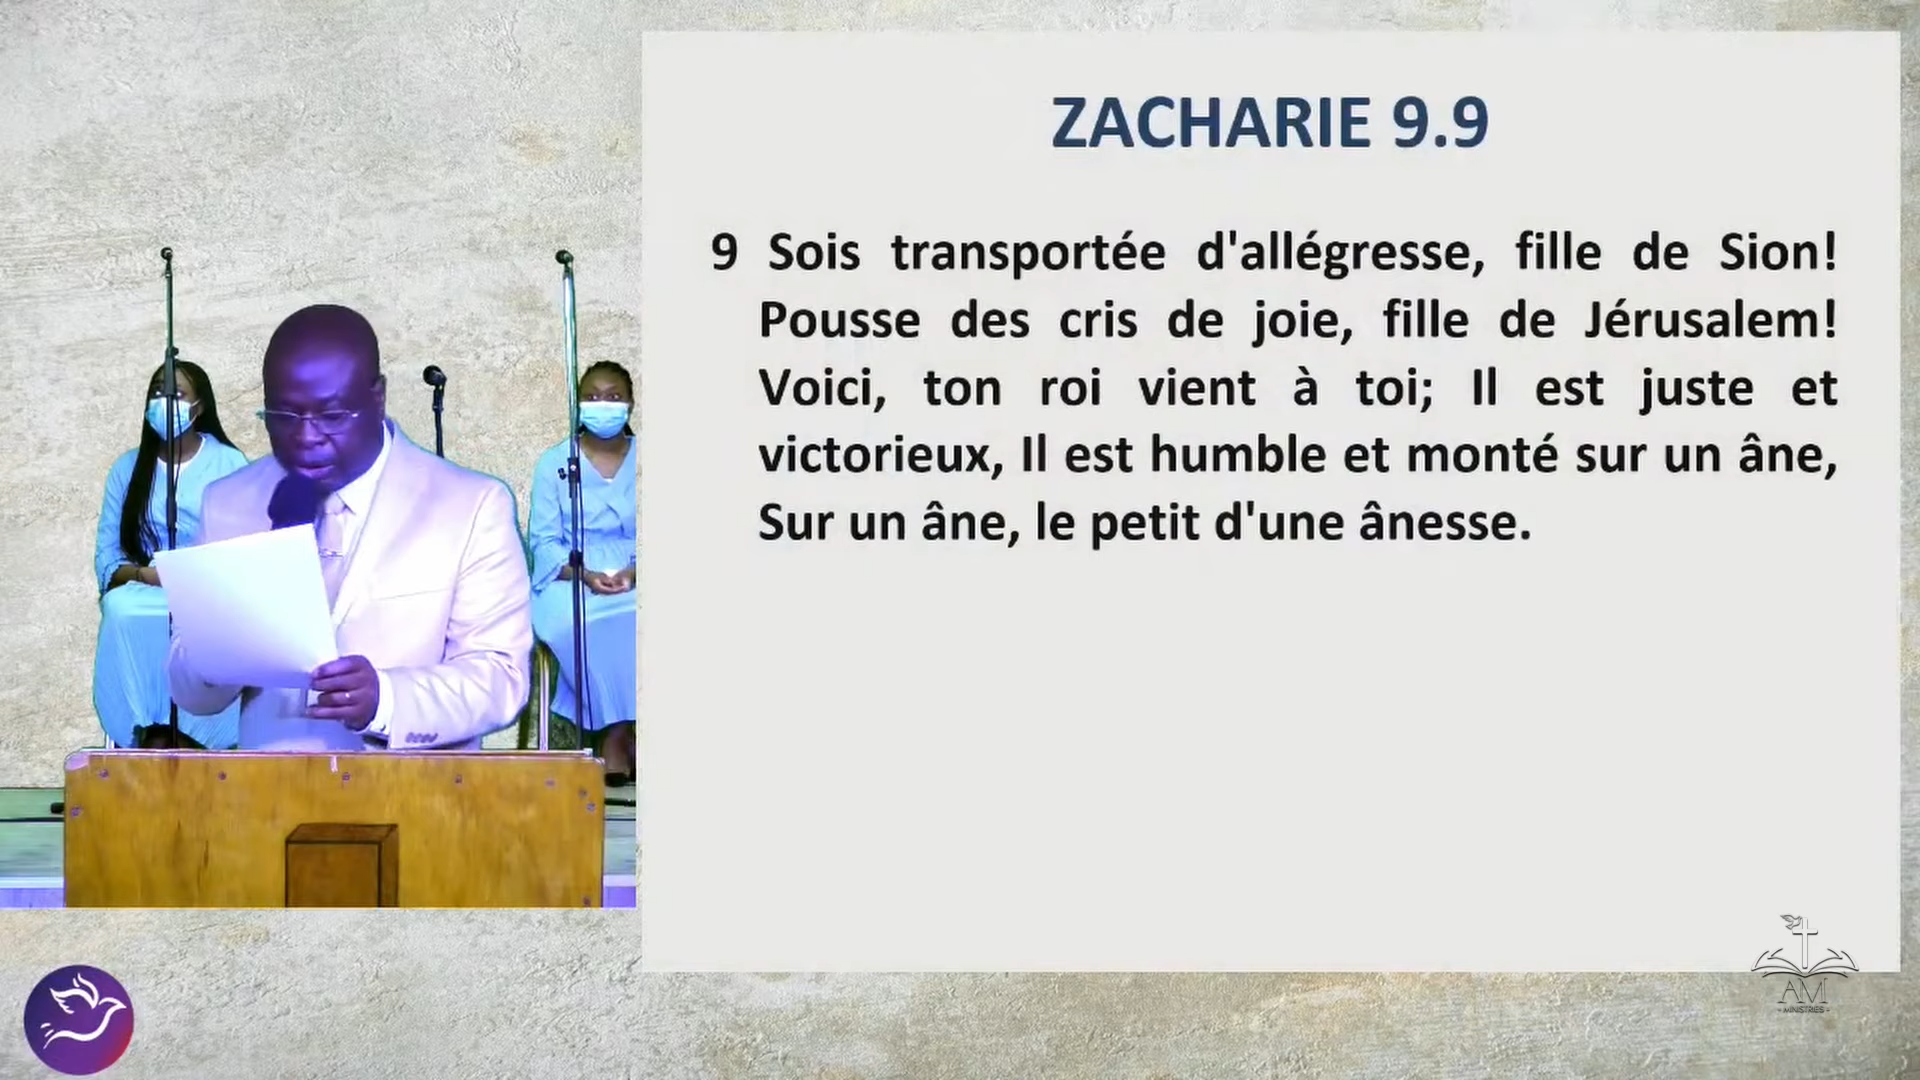 ZACHARIE 9.9
9 Sois transportée d'allégresse, fille de Sion!
Pousse des cris de joie, fille de Jérusalem!
Voici, ton roi vient à toi; Il est juste et
victorieux, Il est humble et monté sur un âne,
Sur un âne, le petit d'une ânesse.
AM
- MINISTRIES -